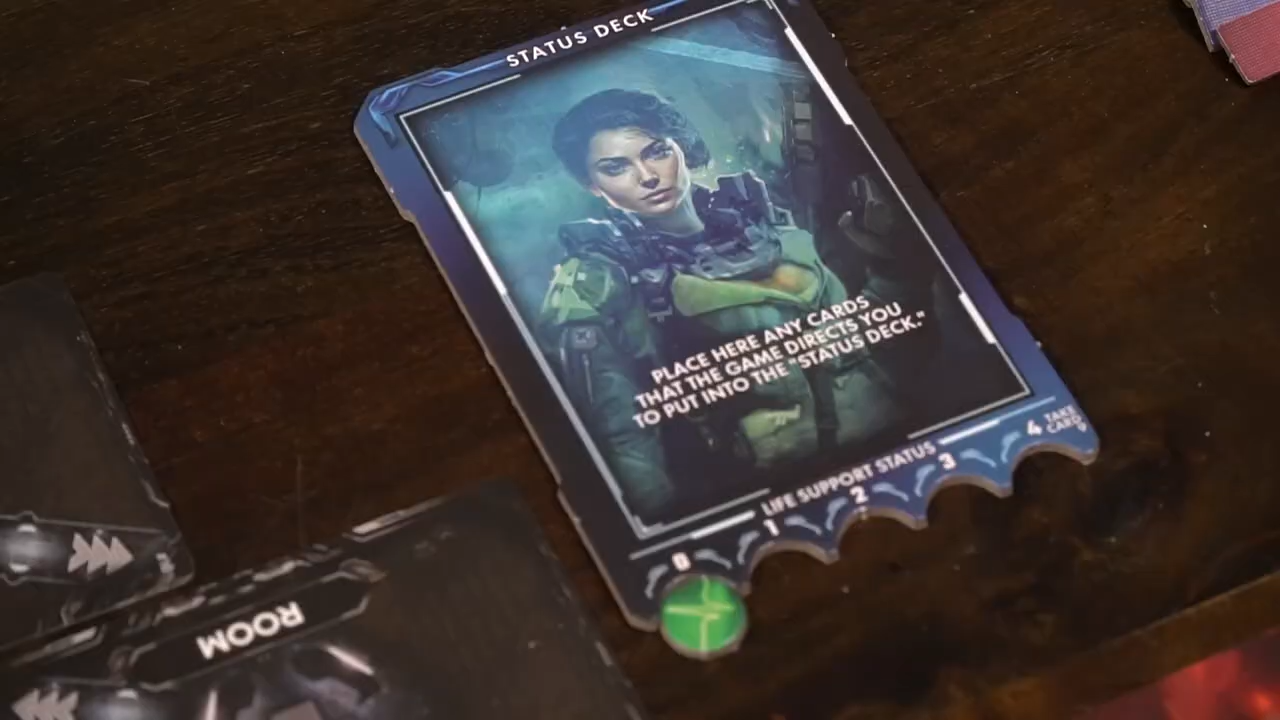 STATUS DECK
PLACE HERE ANY CARDS
THAT THE GAME DIRECTS YOU
TO PUT INTO THE "STATUS DECK."
LIFE SUPPORT STATUS
0 1 2 3 4 TAKE
CARD
ROOM